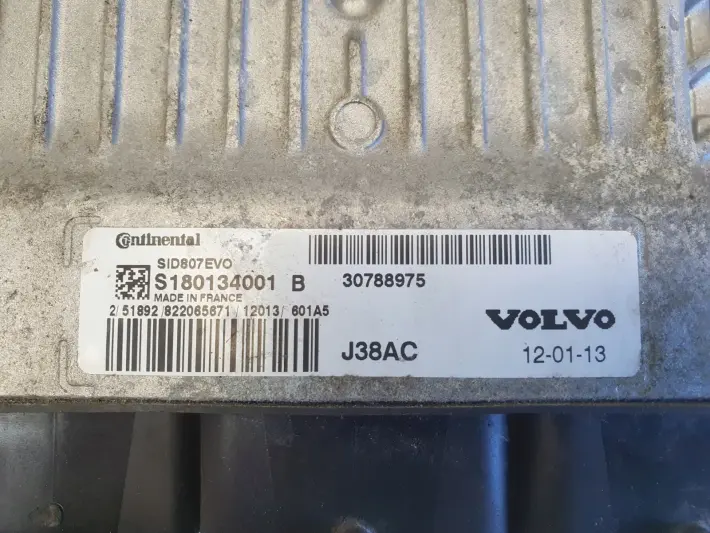 Continental
SID807EVO
S180134001 B
MADE IN FRANCE
2/51892/822065671/12013/601A5
30788975
J38AC
VOLVO
12-01-13